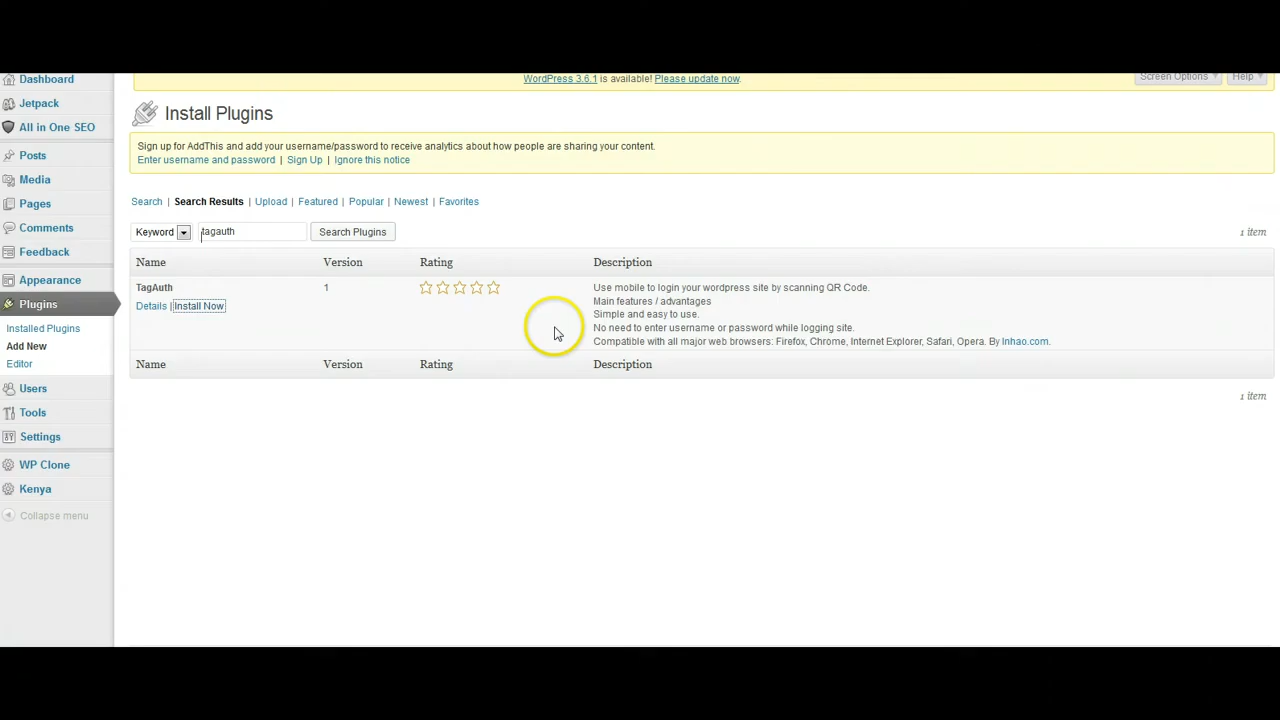 WordPress 3.6.1 is available! Please update now.
Screen Options
Help
Dashboard
Jetpack
All in One SEO
Posts
Media
Pages
Comments
Feedback
Appearance
Plugins
Installed Plugins
Add New
Editor
Users
Tools
Settings
WP Clone
Kenya
Collapse menu
Install Plugins
Sign up for AddThis and add your username/password to receive analytics about how people are sharing your content.
Enter username and password | Sign Up | Ignore this notice
Search | Search Results | Upload | Featured | Popular | Newest | Favorites
Keyword tagauth Search Plugins 1 item
Name Version Rating Description
TagAuth 1 Use mobile to login your wordpress site by scanning QR Code.
Main features / advantages
Details | Install Now
Simple and easy to use.
No need to enter username or password while logging site.
Compatible with all major web browsers: Firefox, Chrome, Internet Explorer, Safari, Opera. By Inhao.com.
Name Version Rating Description
1 item